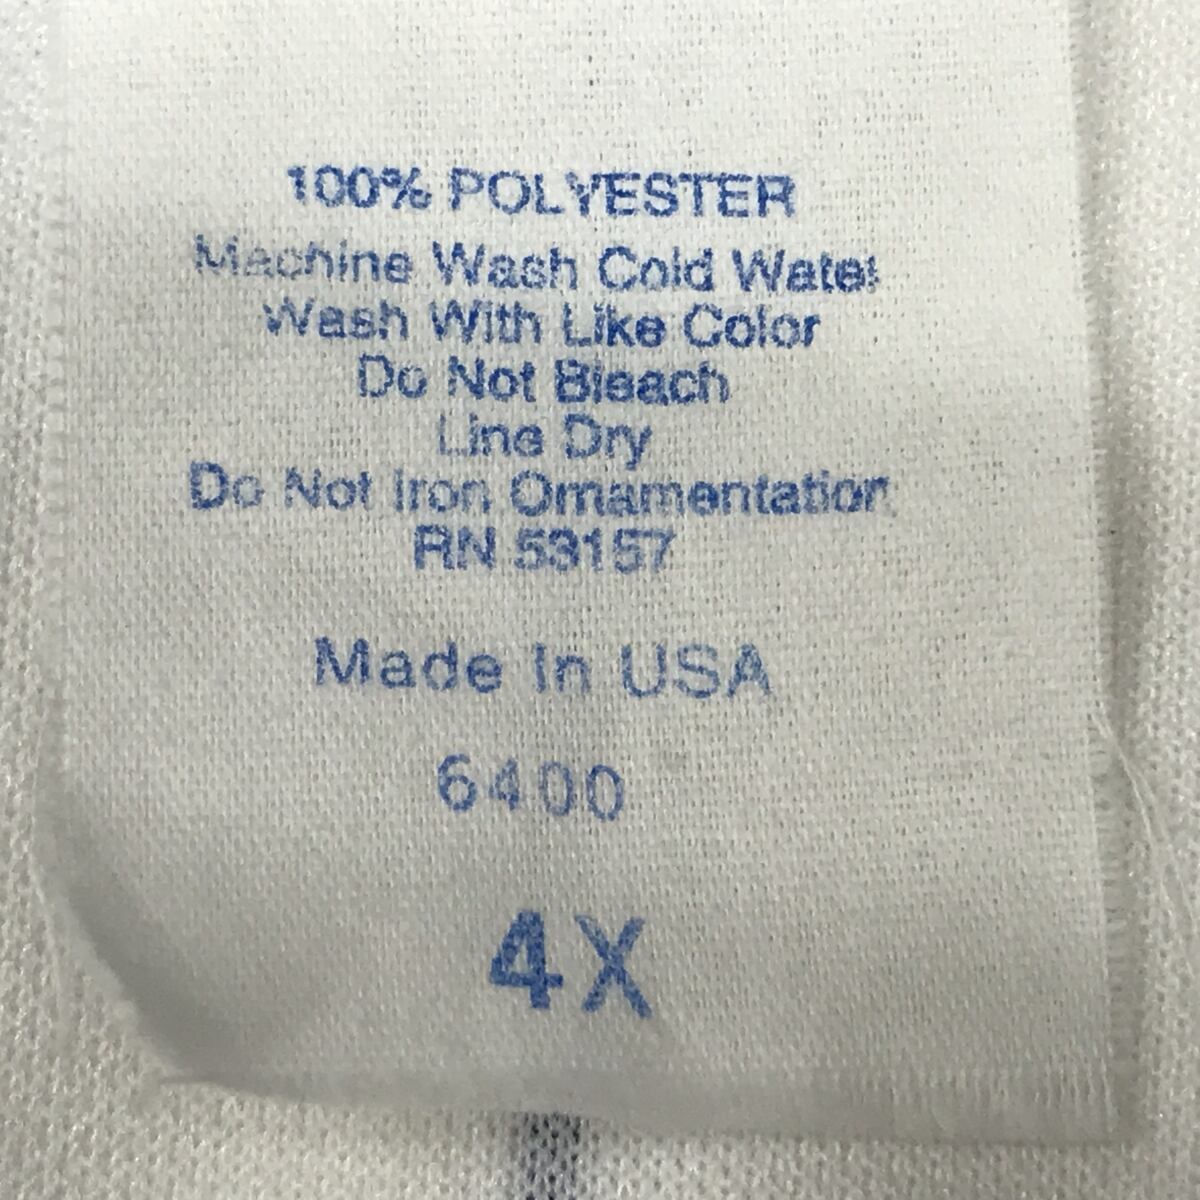 100% POLYESTER
Machine Wash Cold Water
Wash With Like Color
Do Not Bleach
Line Dry
Do Not Iron Ornamentation
RN 53157
Made In USA
6400
4X